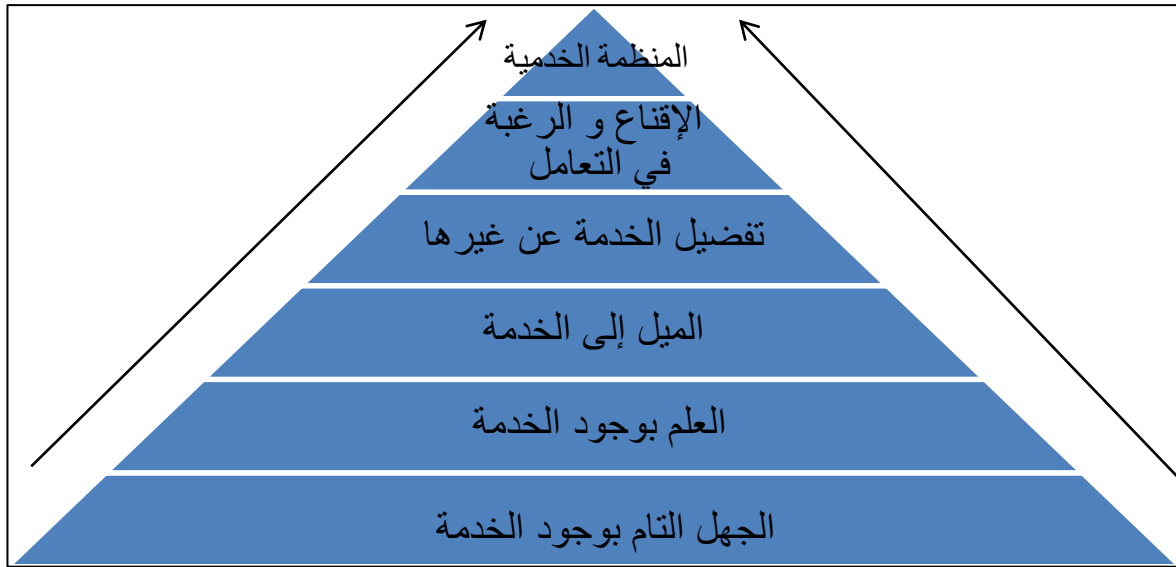 المنظمة الخدمية
الإقناع و الرغبة
في التعامل
تفضيل الخدمة عن غيرها
الميل إلى الخدمة
العلم بوجود الخدمة
الجهل التام بوجود الخدمة